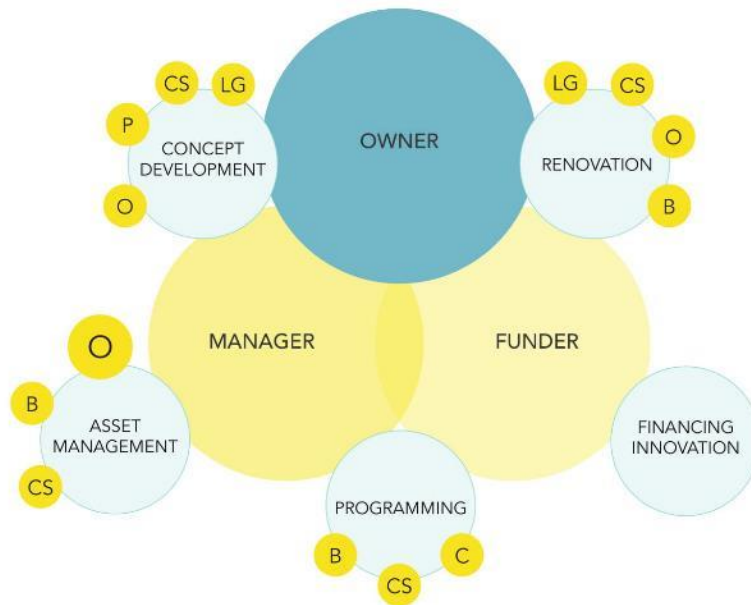 CS
LG
P
CONCEPT
DEVELOPMENT
O
OWNER
LG
CS
O
RENOVATION
B
MANAGER
FUNDER
O
B
ASSET
MANAGEMENT
CS
FINANCING
INNOVATION
PROGRAMMING
B
CS
C